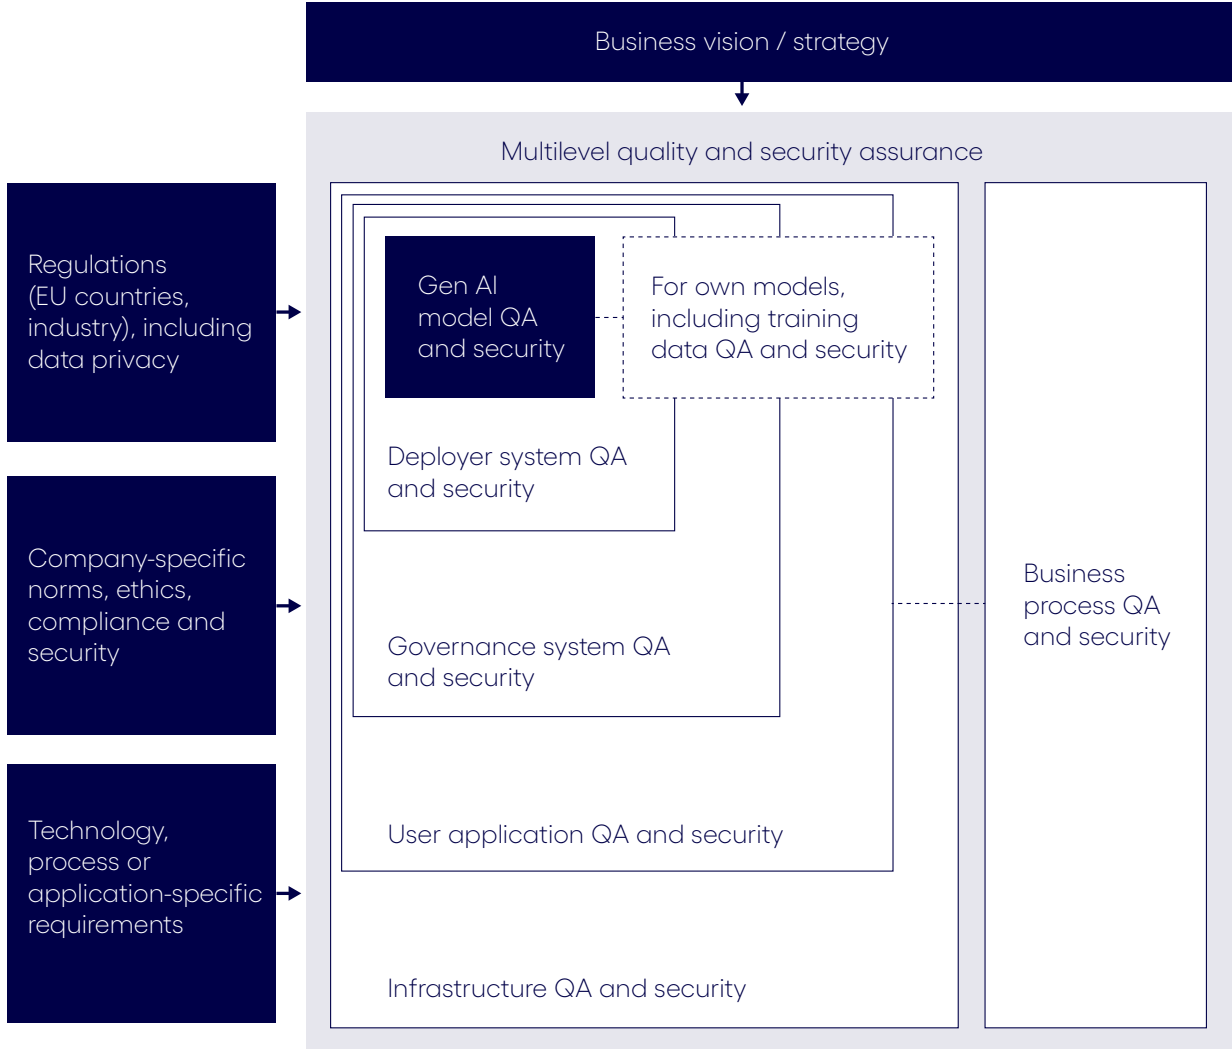 Business vision / strategy
Multilevel quality and security assurance
Regulations
(EU countries,
industry), including
data privacy
Gen AI
model QA
and security
For own models,
including training
data QA and security
Deployer system QA
and security
Company-specific
norms, ethics,
compliance and
security
Governance system QA
and security
Business
process QA
and security
Technology,
process or
application-specific
requirements
User application QA and security
Infrastructure QA and security